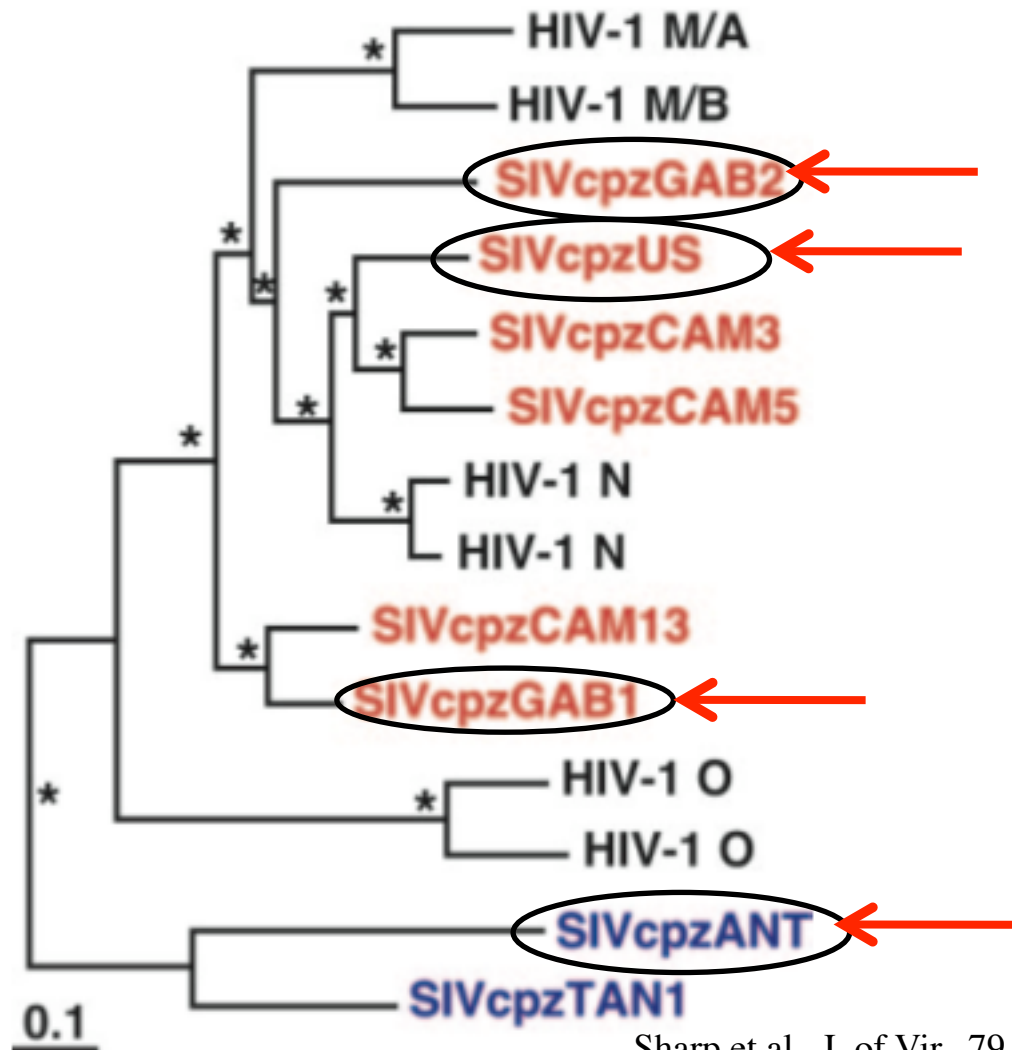 HIV-1 M/A
*
HIV-1 M/B
SIVcpzGAB2
*
SIVcpzUS
*
*
SIVcpzCAM3
*
SIVcpzCAM5
*
*
HIV-1 N
*
HIV-1 N
SIVcpzCAM13
*
SIVcpzGAB1
HIV-1 O
*
*
HIV-1 O
SIVcpzANT
SIVcpzTAN1
0.1
Sharp et al., J. of Vir., 79